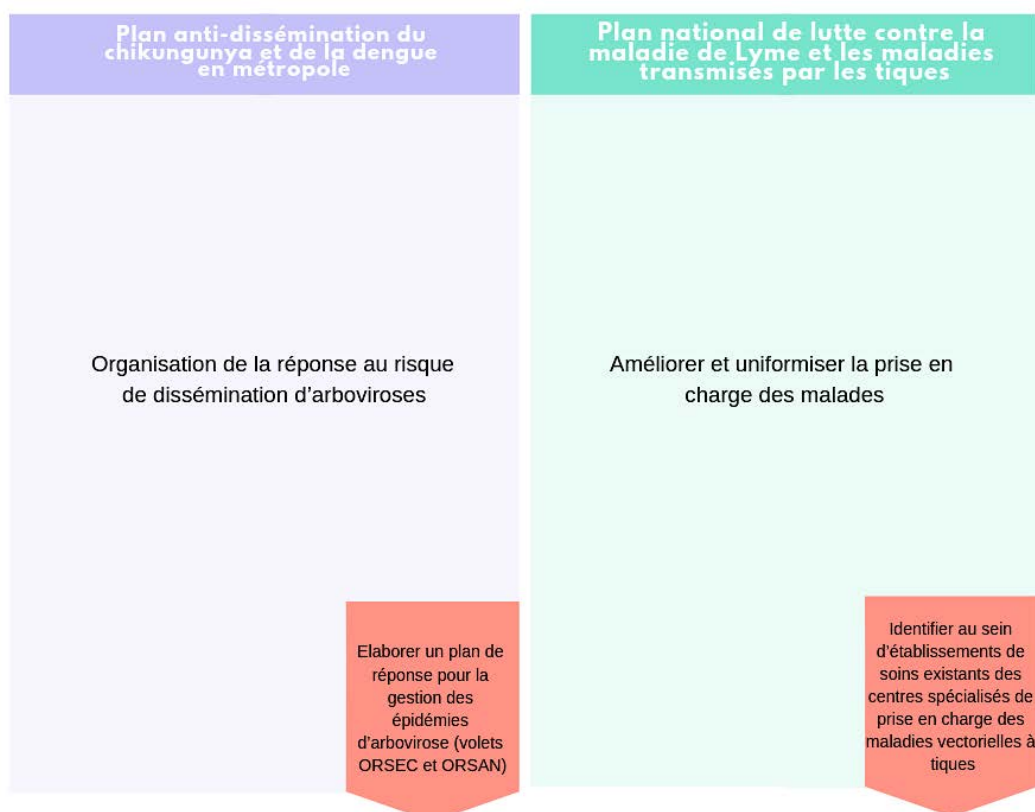 Plan anti-dissémination du
chikungunya et de la dengue
en métropole
Organisation de la réponse au risque
de dissémination d’arboviroses
Elaborer un plan de
réponse pour la
gestion des
épidémies
d’arbovirose (volets
ORSEC et ORSAN)
Plan national de lutte contre la
maladie de Lyme et les maladies
transmises par les tiques
Améliorer et uniformiser la prise en
charge des malades
Identifier au sein
d’établissements de
soins existants des
centres spécialisés de
prise en charge des
maladies vectorielles à
tiques